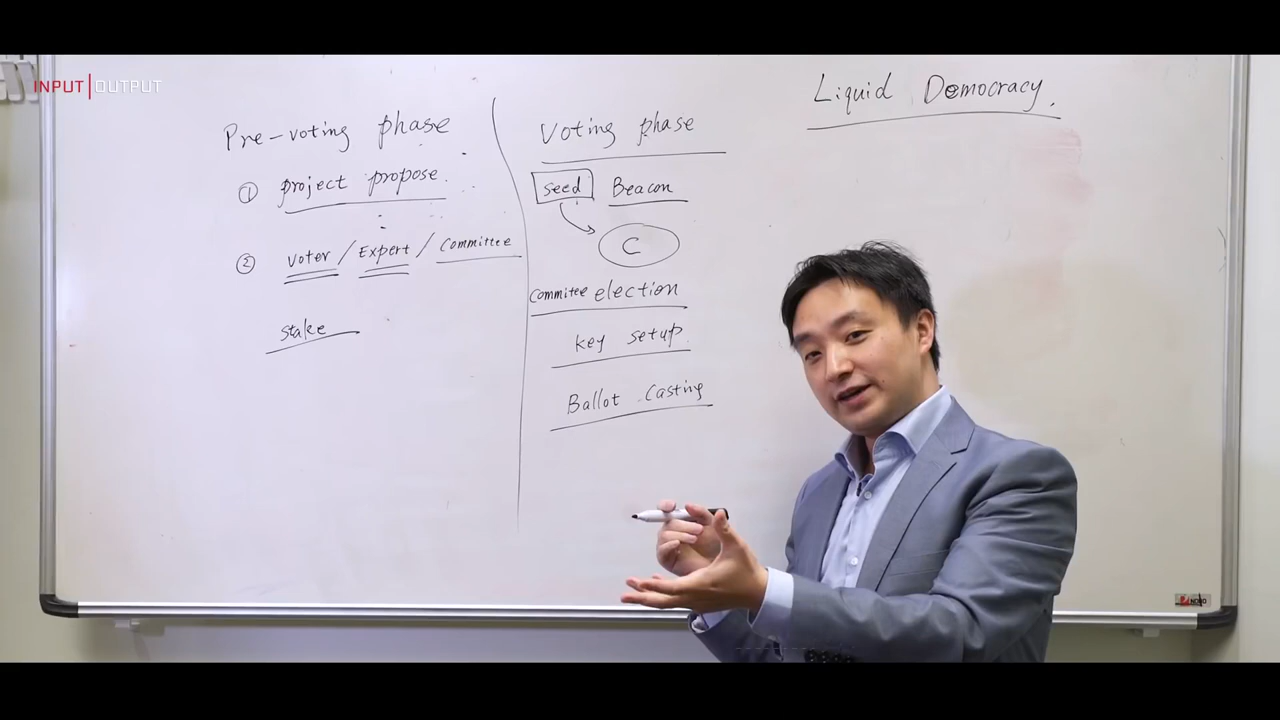 INPUT|OUTPUT
Liquid Democracy.
Pre-voting phase
① project propose.
② voter / Expert / Committee
stake
Voting phase
seed Beacon
C
Commitee election
key setup.
Ballot Casting
NOBO